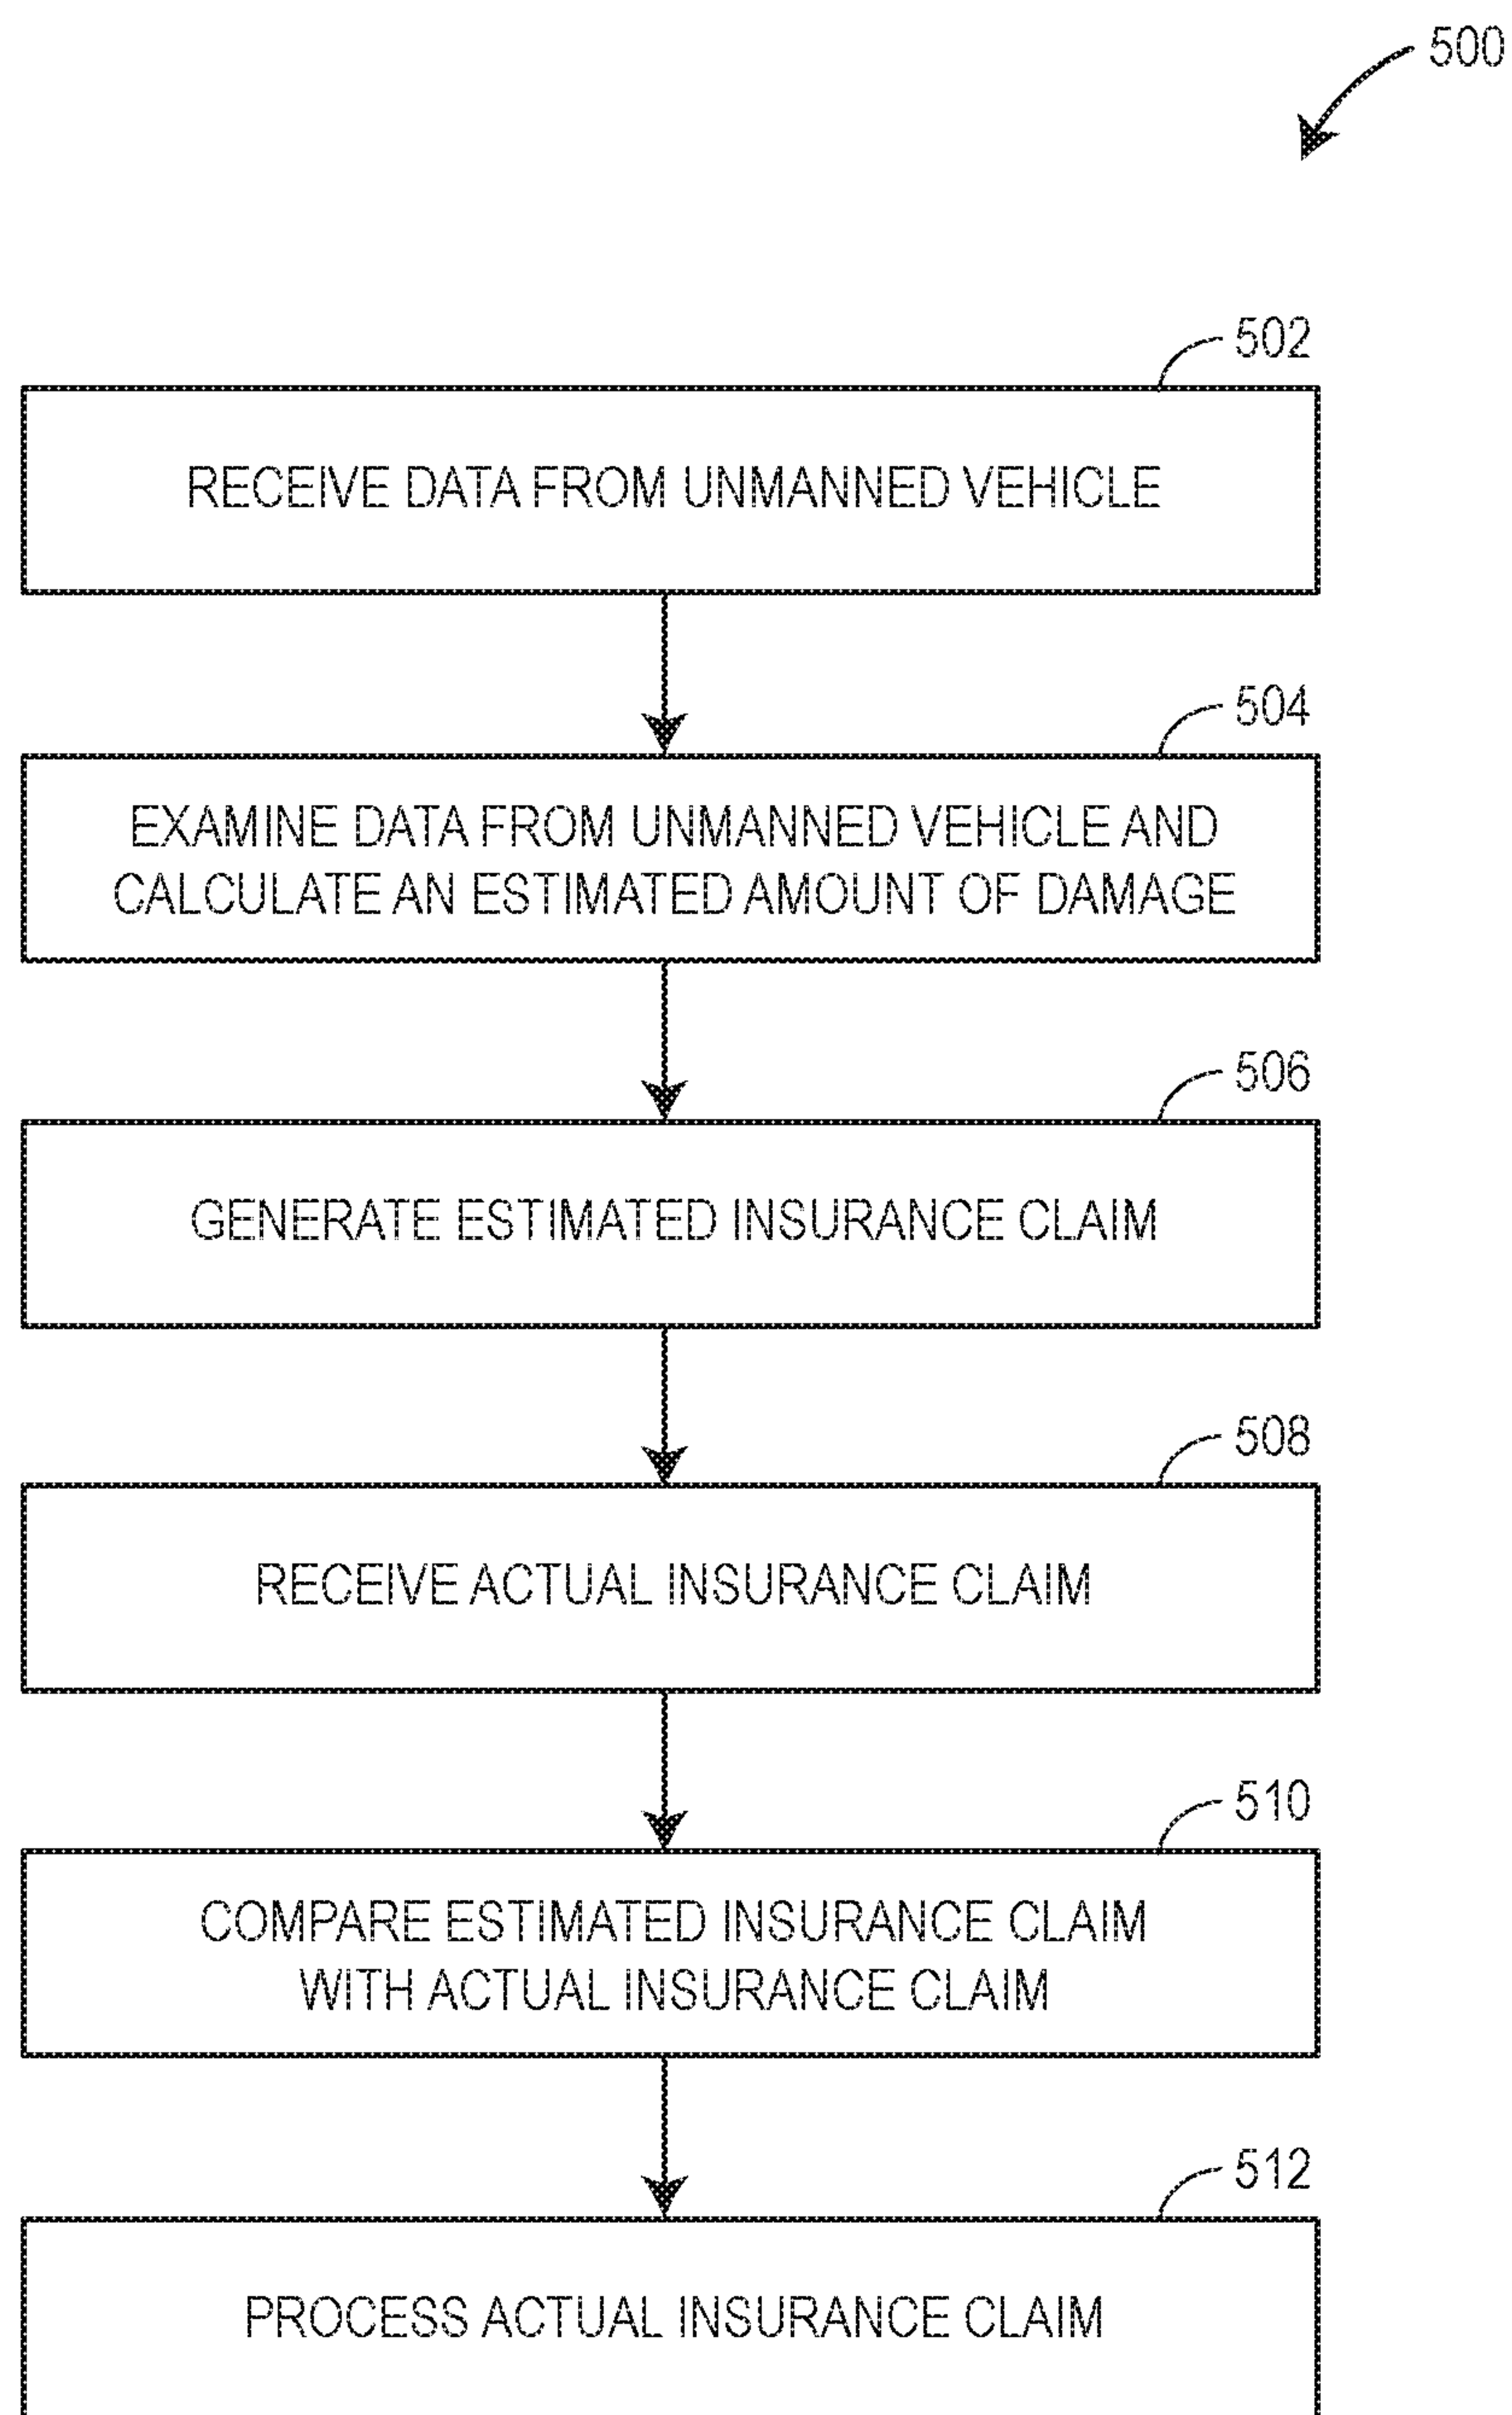 500
502
RECEIVE DATA FROM UNMANNED VEHICLE
504
EXAMINE DATA FROM UNMANNED VEHICLE AND
CALCULATE AN ESTIMATED AMOUNT OF DAMAGE
506
GENERATE ESTIMATED INSURANCE CLAIM
508
RECEIVE ACTUAL INSURANCE CLAIM
510
COMPARE ESTIMATED INSURANCE CLAIM
WITH ACTUAL INSURANCE CLAIM
512
PROCESS ACTUAL INSURANCE CLAIM